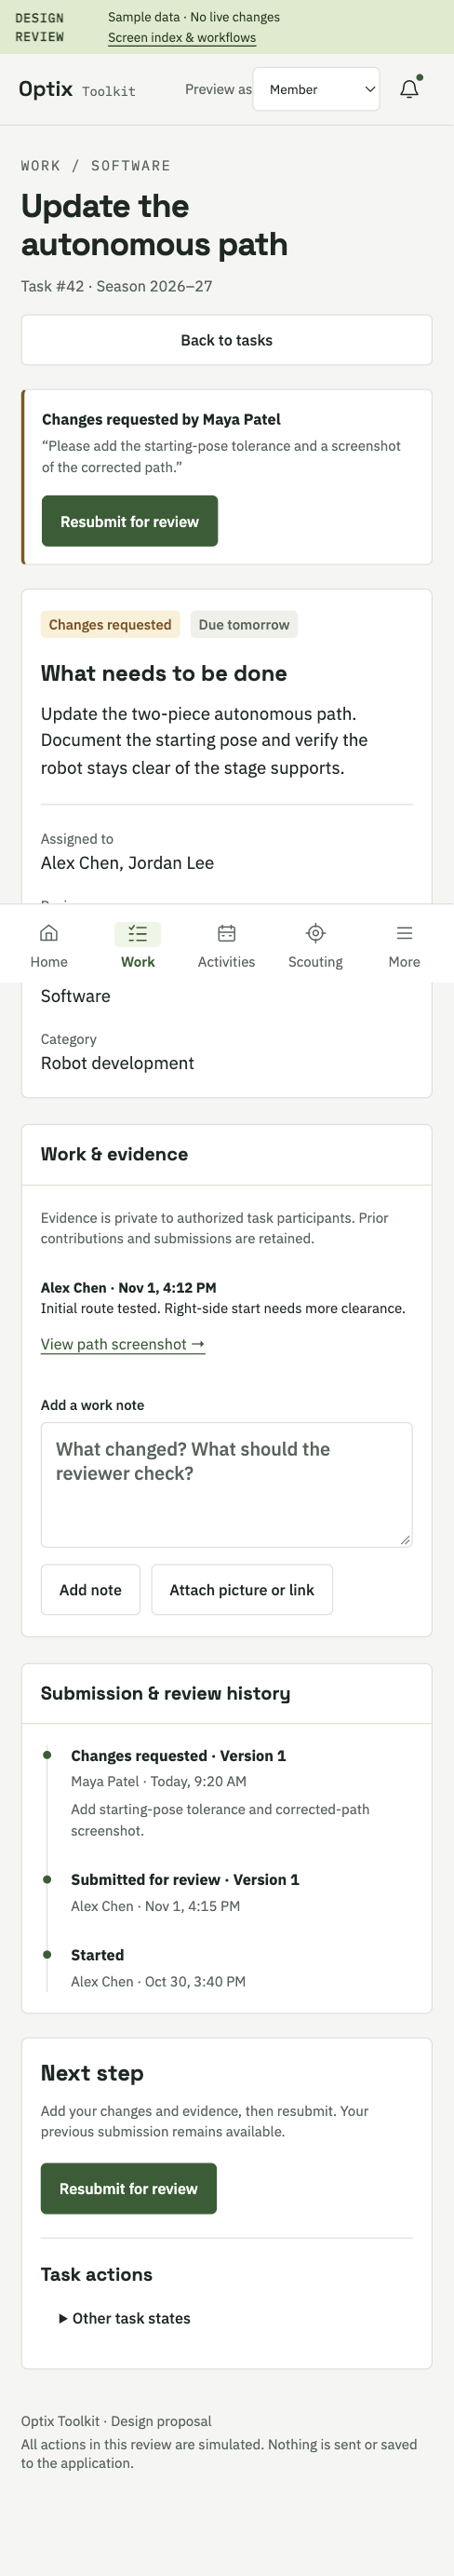 DESIGN
REVIEW
Sample data · No live changes
Screen index & workflows
Optix Toolkit
Preview as
Member
WORK / SOFTWARE
Update the
autonomous path
Task #42 · Season 2026–27
Back to tasks
Changes requested by Maya Patel
“Please add the starting-pose tolerance and a screenshot
of the corrected path.”
Resubmit for review
Changes requested
Due tomorrow
What needs to be done
Update the two-piece autonomous path.
Document the starting pose and verify the
robot stays clear of the stage supports.
Assigned to
Alex Chen, Jordan Lee
Home
Work
Activities
Scouting
More
Software
Category
Robot development
Work & evidence
Evidence is private to authorized task participants. Prior
contributions and submissions are retained.
Alex Chen · Nov 1, 4:12 PM
Initial route tested. Right-side start needs more clearance.
View path screenshot →
Add a work note
What changed? What should the
reviewer check?
Add note
Attach picture or link
Submission & review history
Changes requested · Version 1
Maya Patel · Today, 9:20 AM
Add starting-pose tolerance and corrected-path
screenshot.
Submitted for review · Version 1
Alex Chen · Nov 1, 4:15 PM
Started
Alex Chen · Oct 30, 3:40 PM
Next step
Add your changes and evidence, then resubmit. Your
previous submission remains available.
Resubmit for review
Task actions
Other task states
Optix Toolkit · Design proposal
All actions in this review are simulated. Nothing is sent or saved
to the application.